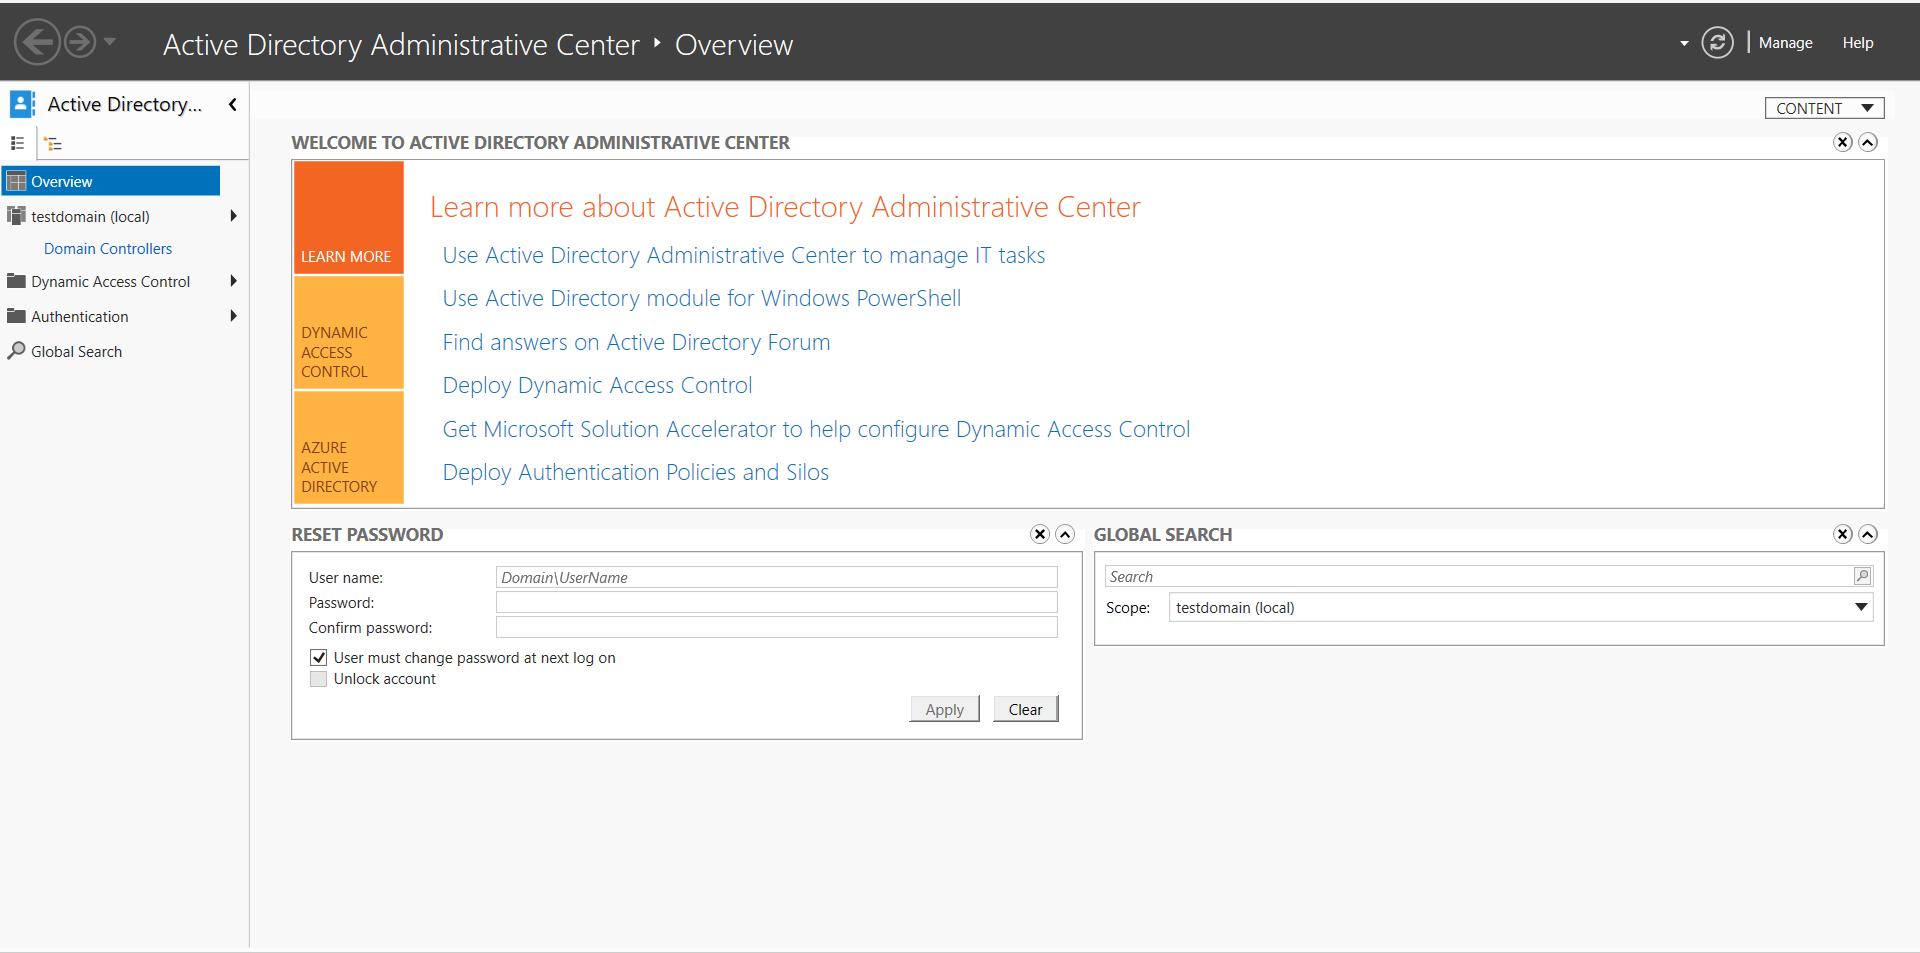 Active Directory Administrative Center ‣ Overview
Manage
Help
Active Directory...
Overview
testdomain (local)
Domain Controllers
Dynamic Access Control
Authentication
Global Search
CONTENT
WELCOME TO ACTIVE DIRECTORY ADMINISTRATIVE CENTER
LEARN MORE
DYNAMIC
ACCESS
CONTROL
AZURE
ACTIVE
DIRECTORY
Learn more about Active Directory Administrative Center
Use Active Directory Administrative Center to manage IT tasks
Use Active Directory module for Windows PowerShell
Find answers on Active Directory Forum
Deploy Dynamic Access Control
Get Microsoft Solution Accelerator to help configure Dynamic Access Control
Deploy Authentication Policies and Silos
RESET PASSWORD
User name:
Domain\UserName
Password:
Confirm password:
User must change password at next log on
Unlock account
Apply
Clear
GLOBAL SEARCH
Search
Scope:
testdomain (local)